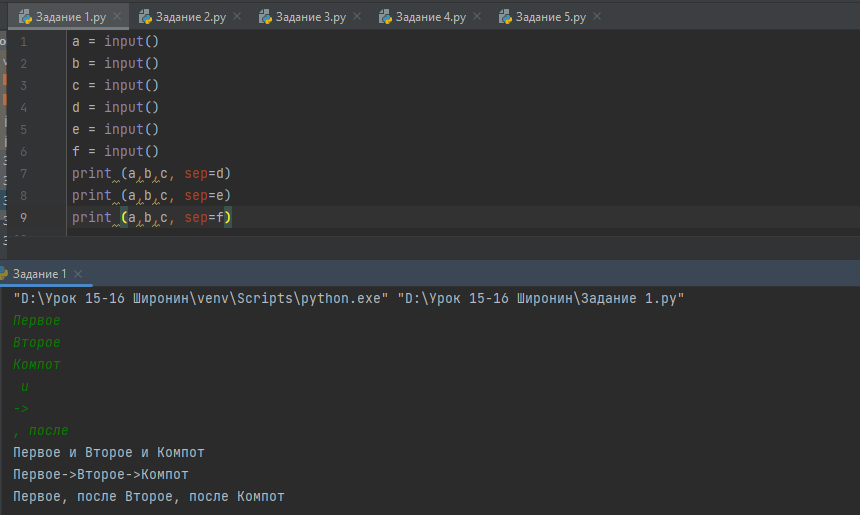 Задание 1.py Задание 2.py Задание 3.py Задание 4.py Задание 5.py
1 a = input()
2 b = input()
3 c = input()
4 d = input()
5 e = input()
6 f = input()
7 print (a,b,c, sep=d)
8 print (a,b,c, sep=e)
9 print (a,b,c, sep=f)
Задание 1
"D:\Урок 15-16 Широнин\venv\Scripts\python.exe" "D:\Урок 15-16 Широнин\Задание 1.py"
Первое
Второе
Компот
и
->
, после
Первое и Второе и Компот
Первое->Второе->Компот
Первое, после Второе, после Компот